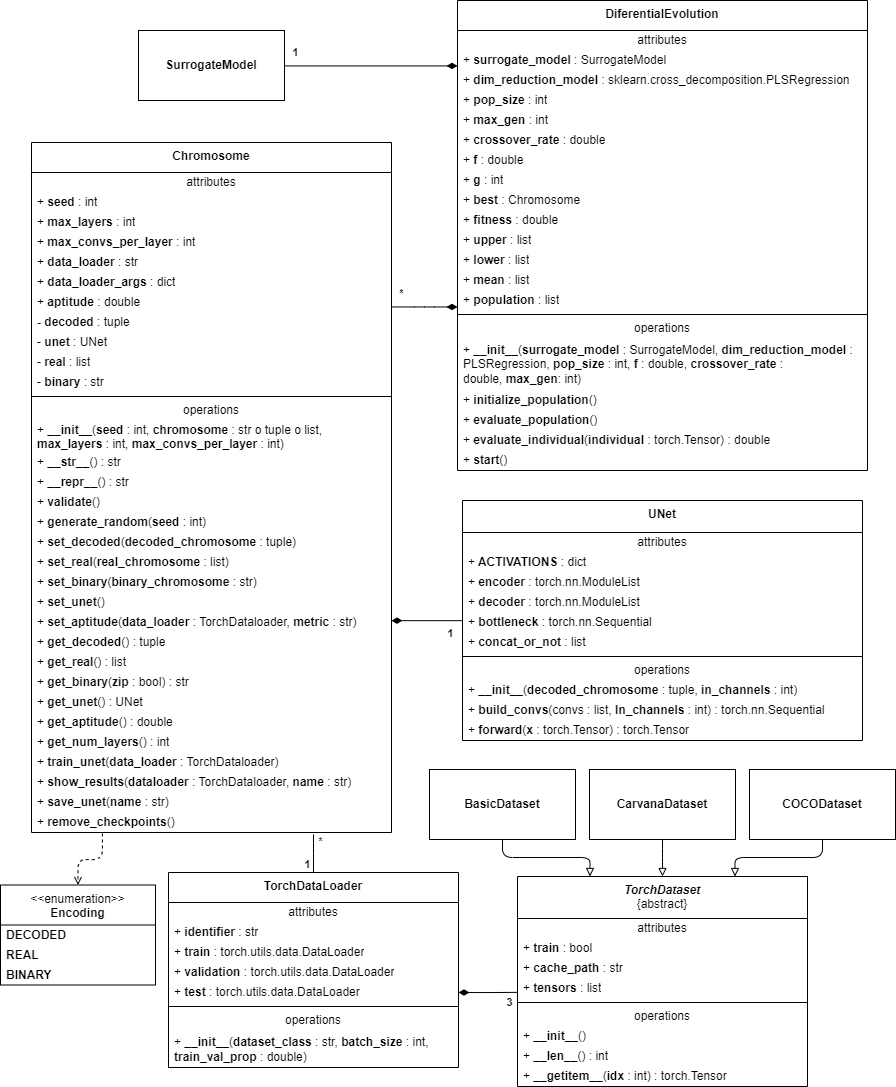 SurrogateModel
1
DiferentialEvolution
attributes
+ surrogate_model : SurrogateModel
+ dim_reduction_model : sklearn.cross_decomposition.PLSRegression
+ pop_size : int
+ max_gen : int
+ crossover_rate : double
+ f : double
+ g : int
+ best : Chromosome
+ fitness : double
+ upper : list
+ lower : list
+ mean : list
+ population : list
operations
+ __init__(surrogate_model : SurrogateModel, dim_reduction_model :
PLSRegression, pop_size : int, f : double, crossover_rate :
double, max_gen: int)
+ initialize_population()
+ evaluate_population()
+ evaluate_individual(individual : torch.Tensor) : double
+ start()
*
Chromosome
attributes
+ seed : int
+ max_layers : int
+ max_convs_per_layer : int
+ data_loader : str
+ data_loader_args : dict
+ aptitude : double
- decoded : tuple
- unet : UNet
- real : list
- binary : str
operations
+ __init__(seed : int, chromosome : str o tuple o list,
max_layers : int, max_convs_per_layer : int)
+ __str__() : str
+ __repr__() : str
+ validate()
+ generate_random(seed : int)
+ set_decoded(decoded_chromosome : tuple)
+ set_real(real_chromosome : list)
+ set_binary(binary_chromosome : str)
+ set_unet()
+ set_aptitude(data_loader : TorchDataloader, metric : str)
+ get_decoded() : tuple
+ get_real() : list
+ get_binary(zip : bool) : str
+ get_unet() : UNet
+ get_aptitude() : double
+ get_num_layers() : int
+ train_unet(data_loader : TorchDataloader)
+ show_results(dataloader : TorchDataloader, name : str)
+ save_unet(name : str)
+ remove_checkpoints()
1
UNet
attributes
+ ACTIVATIONS : dict
+ encoder : torch.nn.ModuleList
+ decoder : torch.nn.ModuleList
+ bottleneck : torch.nn.Sequential
+ concat_or_not : list
operations
+ __init__(decoded_chromosome : tuple, in_channels : int)
+ build_convs(convs : list, In_channels : int) : torch.nn.Sequential
+ forward(x : torch.Tensor) : torch.Tensor
BasicDataset
CarvanaDataset
COCODataset
*
1
<<enumeration>>
Encoding
DECODED
REAL
BINARY
TorchDataLoader
attributes
+ identifier : str
+ train : torch.utils.data.DataLoader
+ validation : torch.utils.data.DataLoader
+ test : torch.utils.data.DataLoader
operations
+ __init__(dataset_class : str, batch_size : int,
train_val_prop : double)
3
TorchDataset
{abstract}
attributes
+ train : bool
+ cache_path : str
+ tensors : list
operations
+ __init__()
+ __len__() : int
+ __getitem__(idx : int) : torch.Tensor